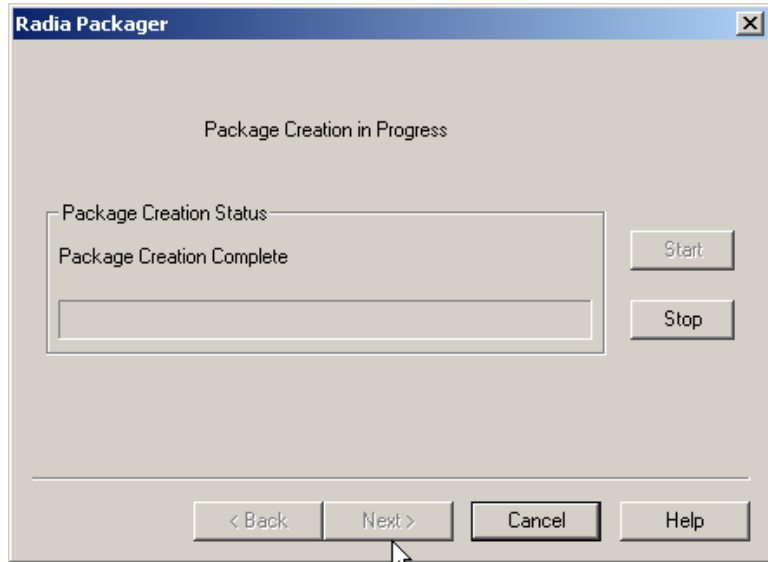 Radia Packager
Package Creation in Progress
Package Creation Status
Package Creation Complete
Start
Stop
< Back Next > Cancel Help